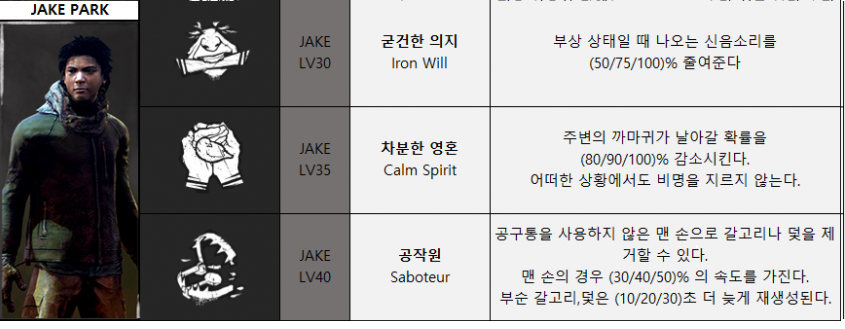 JAKE PARK
JAKE
LV30
굳건한 의지
Iron Will
부상 상태일 때 나오는 신음소리를
(50/75/100)% 줄여준다
JAKE
LV35
차분한 영혼
Calm Spirit
주변의 까마귀가 날아갈 확률을
(80/90/100)% 감소시킨다.
어떠한 상황에서도 비명을 지르지 않는다.
JAKE
LV40
공작원
Saboteur
공구통을 사용하지 않은 맨 손으로 갈고리나 덫을 제
거할 수 있다.
맨 손의 경우 (30/40/50)% 의 속도를 가진다.
부순 갈고리,덫은 (10/20/30)초 더 늦게 재생성된다.